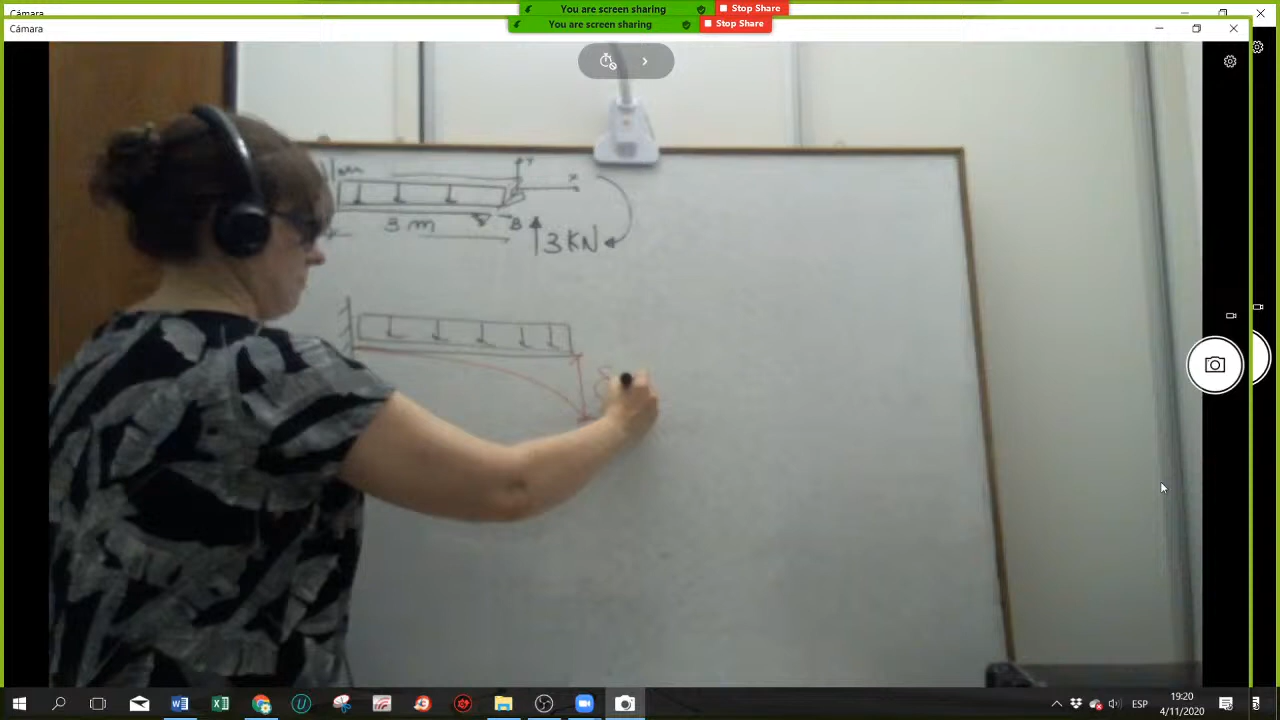 You are screen sharing
Stop Share
Cámara
You are screen sharing
Stop Share
Cámara
Y
X
3 m
B
3 KN
δ
ESP
19:20
4/11/2020